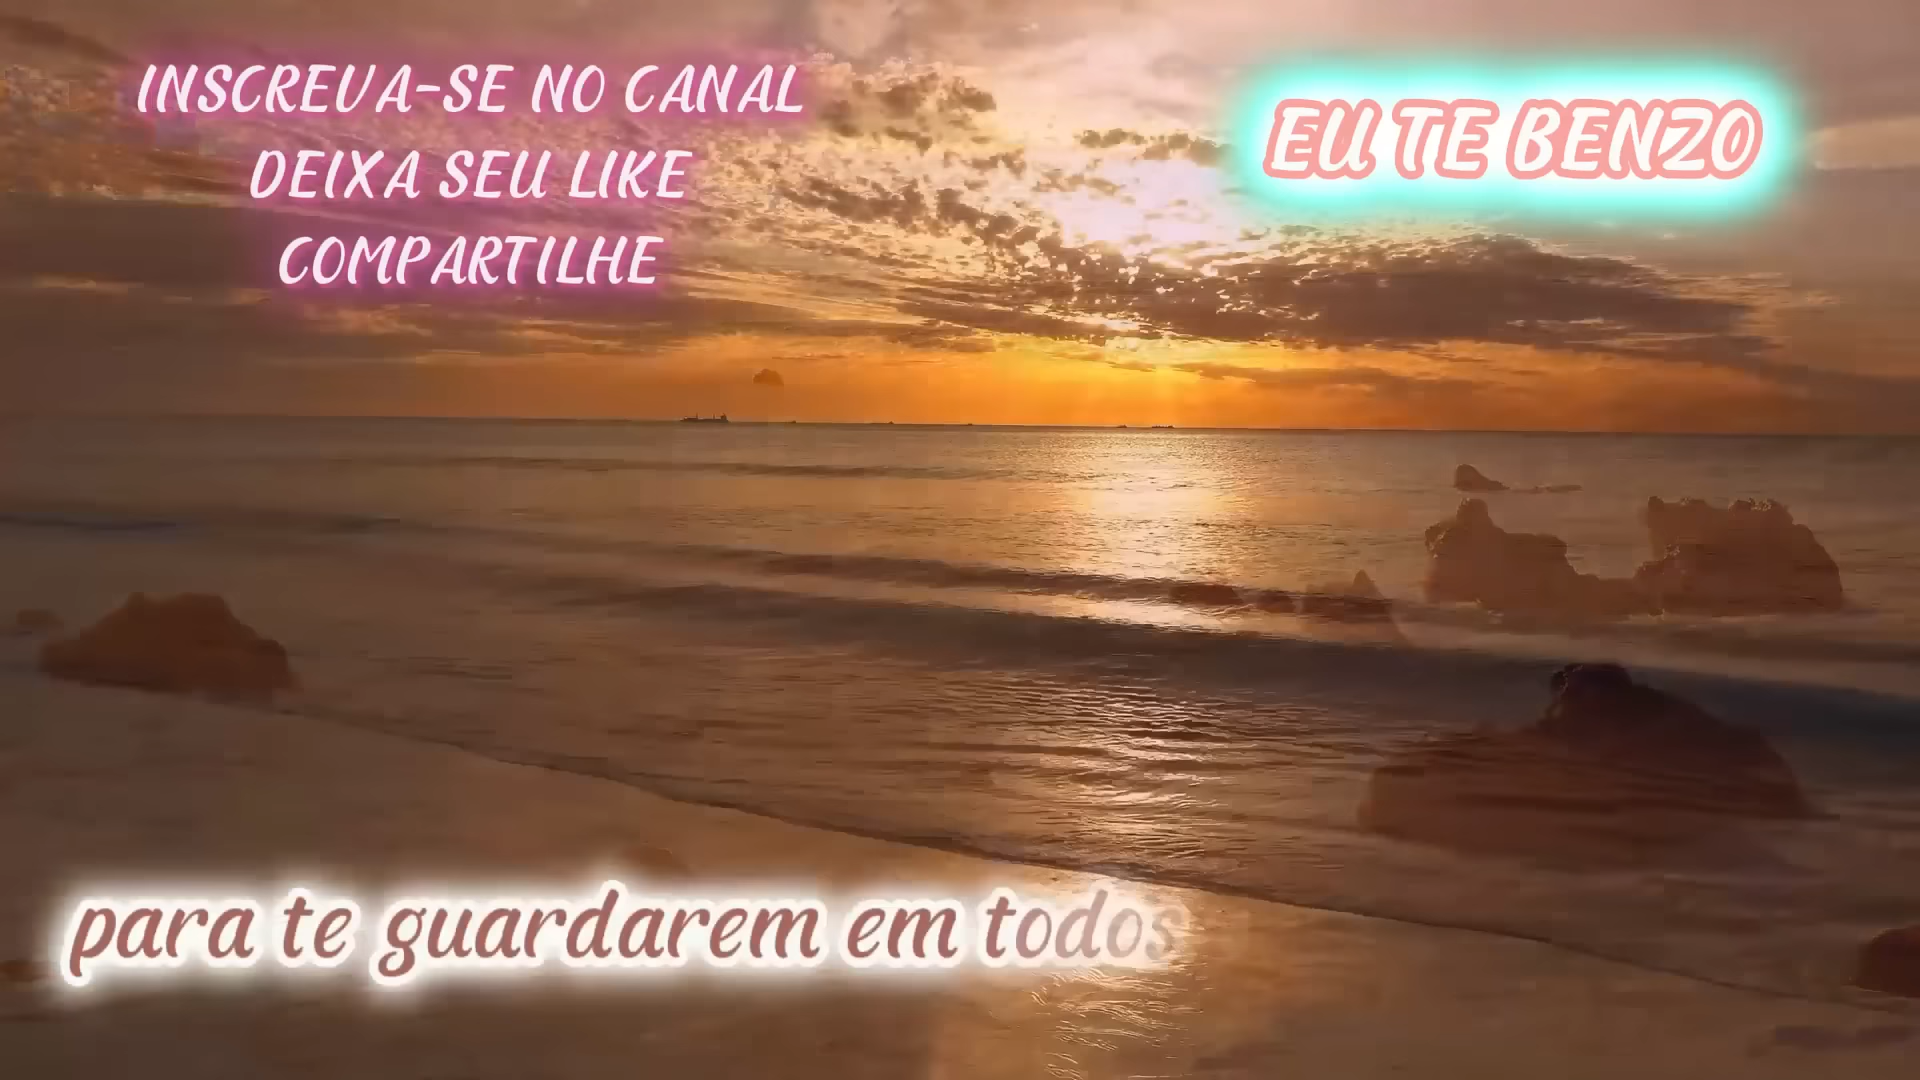 INSCREVA-SE NO CANAL
DEIXA SEU LIKE
COMPARTILHE
EU TE BENZO
para te guardarem em todos